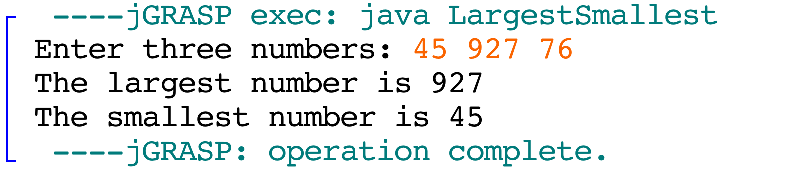 ----jGRASP exec: java LargestSmallest
Enter three numbers: 45 927 76
The largest number is 927
The smallest number is 45
----jGRASP: operation complete.